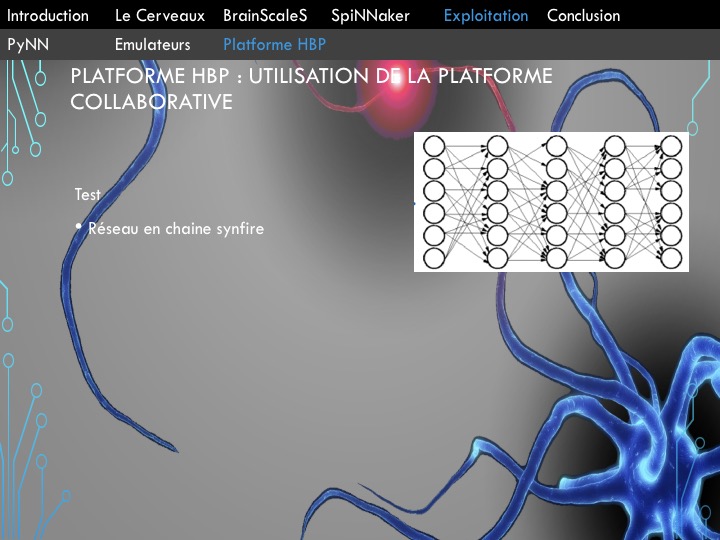 Introduction Le Cerveaux BrainScaleS SpiNNaker Exploitation Conclusion
PyNN Emulateurs Platforme HBP
PLATFORME HBP : UTILISATION DE LA PLATFORME
COLLABORATIVE
Test
• Réseau en chaine synfire